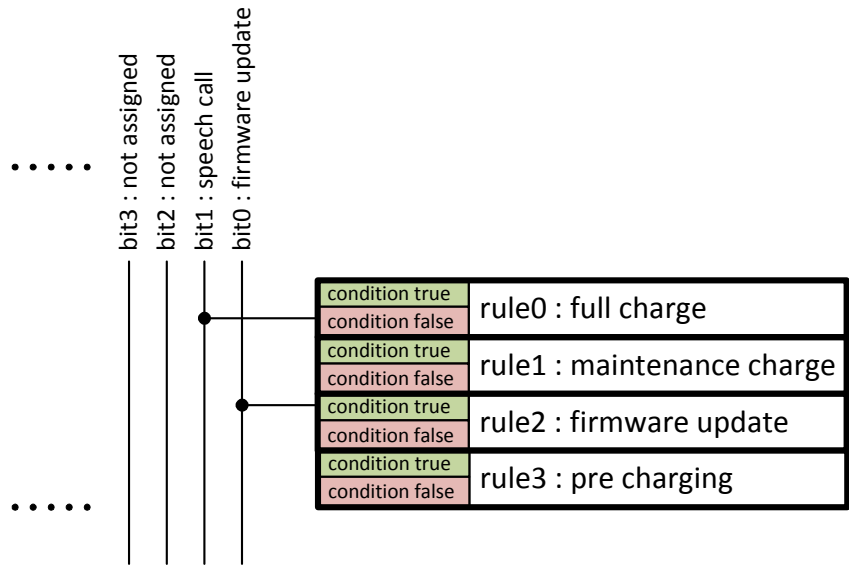 bit3 : not assigned
bit2 : not assigned
bit1 : speech call
bit0 : firmware update
condition true
condition false
rule0 : full charge
condition true
condition false
rule1 : maintenance charge
condition true
condition false
rule2 : firmware update
condition true
condition false
rule3 : pre charging